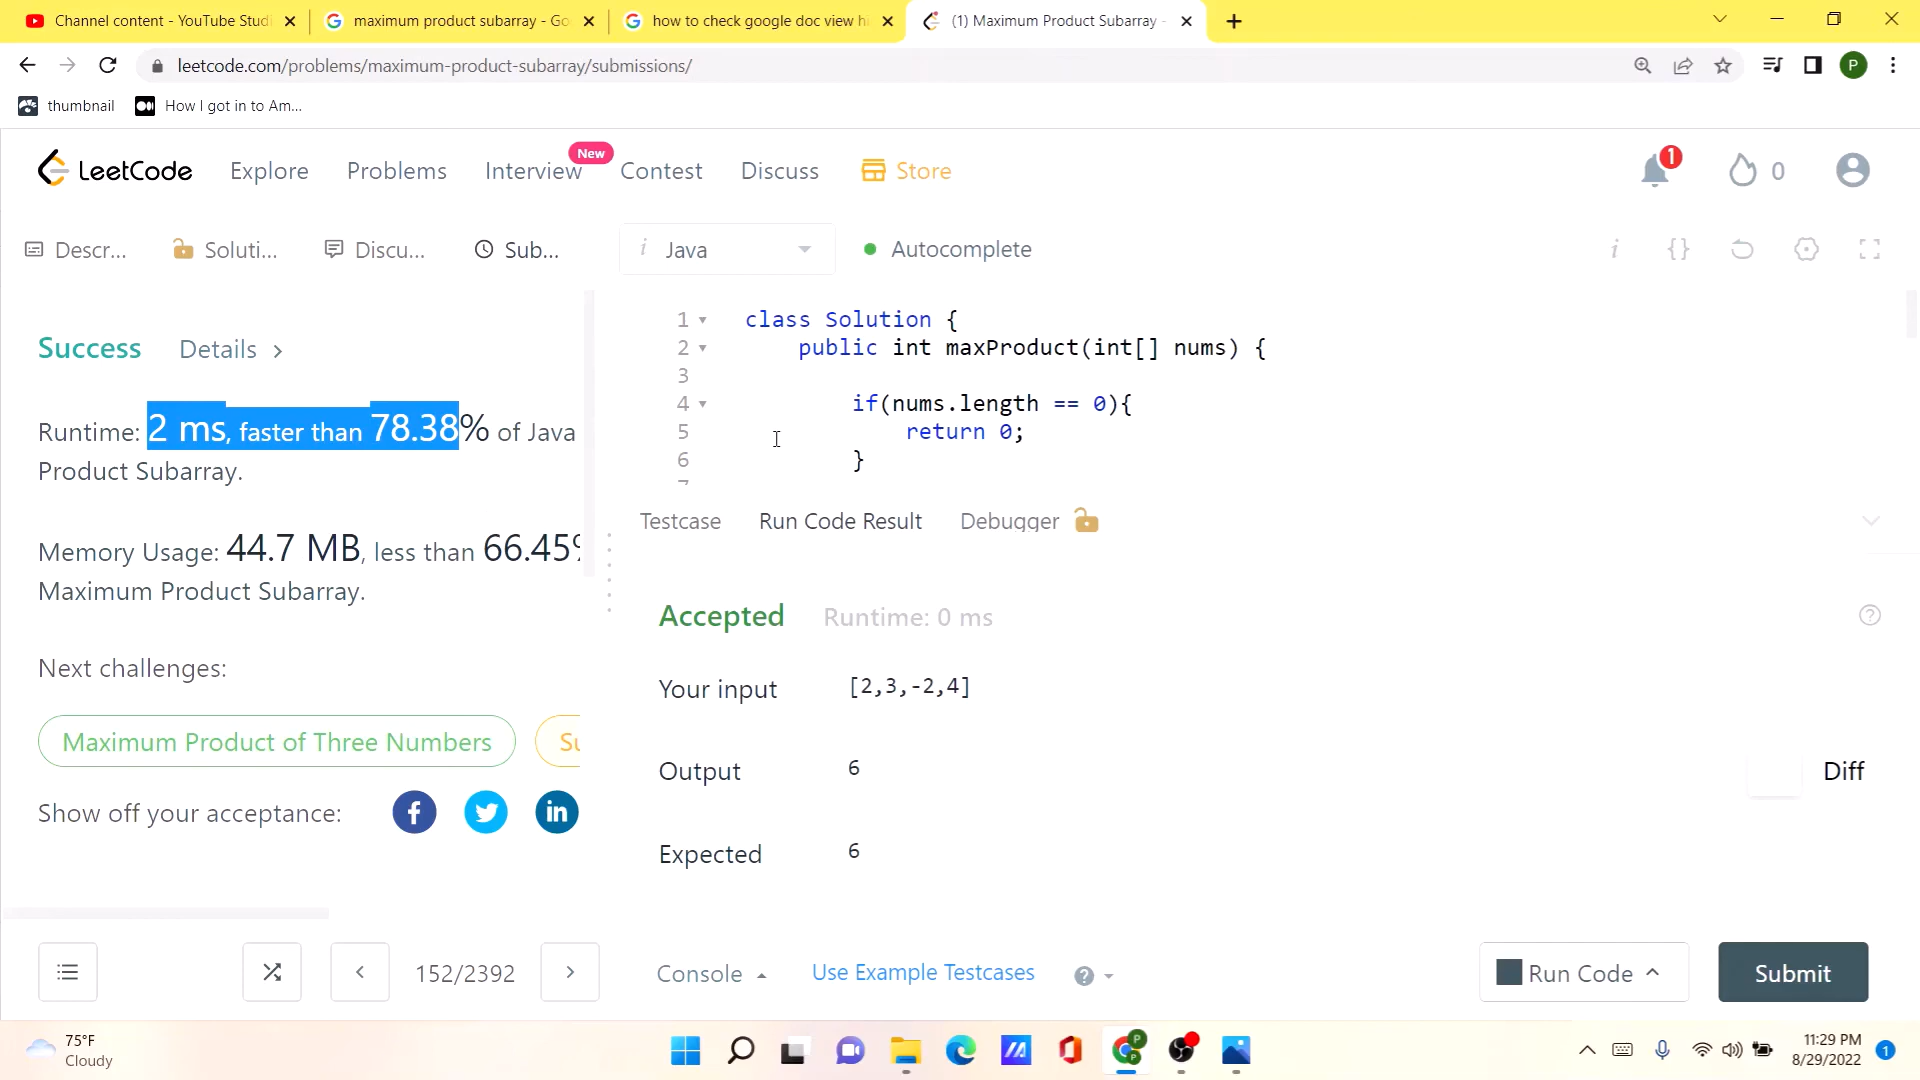 Channel content - YouTube Studi
maximum product subarray - Go
how to check google doc view hi
(1) Maximum Product Subarray -
leetcode.com/problems/maximum-product-subarray/submissions/
P
thumbnail
How I got in to Am...
LeetCode
Explore
Problems
Interview
New
Contest
Discuss
Store
1
0
Descr...
Soluti...
Discu...
Sub...
i Java
Autocomplete
i {}
Success
Details >
Runtime: 2 ms, faster than 78.38% of Java
Product Subarray.
Memory Usage: 44.7 MB, less than 66.45%
Maximum Product Subarray.
Next challenges:
Maximum Product of Three Numbers
Su
Show off your acceptance:
1 class Solution {
2 public int maxProduct(int[] nums) {
3
4 if(nums.length == 0){
5 return 0;
6 }
7
Testcase
Run Code Result
Debugger
Accepted
Runtime: 0 ms
Your input
[2,3,-2,4]
Output
6
Diff
Expected
6
152/2392
Console
Use Example Testcases
Run Code
Submit
75°F
Cloudy
11:29 PM
8/29/2022
1